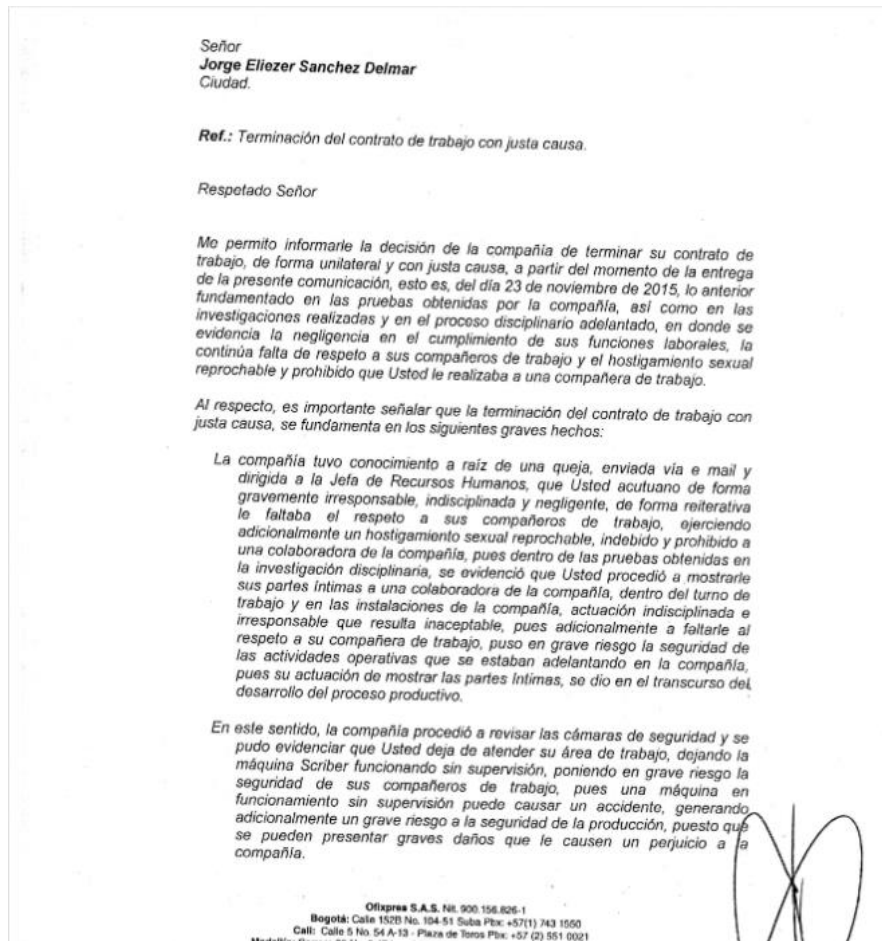 Señor
Jorge Eliezer Sanchez Delmar
Ciudad.
Ref.: Terminación del contrato de trabajo con justa causa.
Respetado Señor
Me permito informarle la decisión de la compañía de terminar su contrato de
trabajo, de forma unilateral y con justa causa, a partir del momento de la entrega
de la presente comunicación, esto es, del día 23 de noviembre de 2015, lo anterior
fundamentado en las pruebas obtenidas por la compañía, así como en las
investigaciones realizadas y en el proceso disciplinario adelantado, en donde se
evidencia la negligencia en el cumplimiento de sus funciones laborales, la
continúa falta de respeto a sus compañeros de trabajo y el hostigamiento sexual
reprochable y prohibido que Usted le realizaba a una compañera de trabajo.
Al respecto, es importante señalar que la terminación del contrato de trabajo con
justa causa, se fundamenta en los siguientes graves hechos:
La compañía tuvo conocimiento a raíz de una queja, enviada vía e mail y
dirigida a la Jefa de Recursos Humanos, que Usted acutuano de forma
gravemente irresponsable, indisciplinada y negligente, de forma reiterativa
le faltaba el respeto a sus compañeros de trabajo, ejerciendo
adicionalmente un hostigamiento sexual reprochable, indebido y prohibido a
una colaboradora de la compañía, pues dentro de las pruebas obtenidas en
la investigación disciplinaria, se evidenció que Usted procedió a mostrarle
sus partes íntimas a una colaboradora de la compañía, dentro del turno de
trabajo y en las instalaciones de la compañía, actuación indisciplinada e
irresponsable que resulta inaceptable, pues adicionalmente a faltarle al
respeto a su compañera de trabajo, puso en grave riesgo la seguridad de
las actividades operativas que se estaban adelantando en la compañía,
pues su actuación de mostrar las partes íntimas, se dio en el transcurso del
desarrollo del proceso productivo.
En este sentido, la compañía procedió a revisar las cámaras de seguridad y se
pudo evidenciar que Usted deja de atender su área de trabajo, dejando la
máquina Scriber funcionando sin supervisión, poniendo en grave riesgo la
seguridad de sus compañeros de trabajo, pues una máquina en
funcionamiento sin supervisión puede causar un accidente, generando
adicionalmente un grave riesgo a la seguridad de la producción, puesto que
se pueden presentar graves daños que le causen un perjuicio a la
compañía.
Ofixpres S.A.S. Nit. 900.156.826-1
Bogotá: Calle 152B No. 104-51 Suba Pbx: +57(1) 743 1550
Cali: Calle 5 No. 54 A-13 - Plaza de Toros Pbx: +57 (2) 551 0021